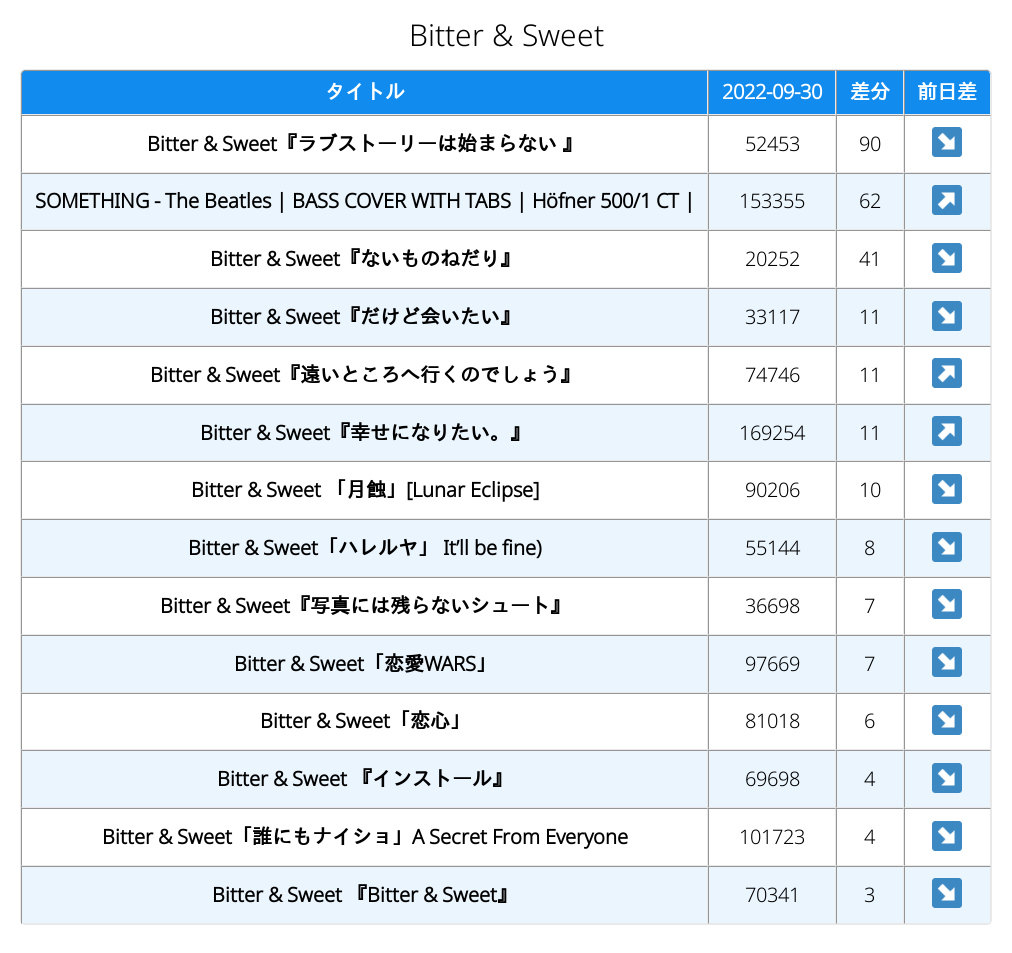 Bitter & Sweet
タイトル 2022-09-30 差分 前日差
Bitter & Sweet『ラブストーリーは始まらない 』 52453 90 ↘
SOMETHING - The Beatles | BASS COVER WITH TABS | Höfner 500/1 CT | 153355 62 ↗
Bitter & Sweet『ないものねだり』 20252 41 ↘
Bitter & Sweet『だけど会いたい』 33117 11 ↘
Bitter & Sweet『遠いところへ行くのでしょう』 74746 11 ↗
Bitter & Sweet『幸せになりたい。』 169254 11 ↗
Bitter & Sweet 「月蝕」[Lunar Eclipse] 90206 10 ↘
Bitter & Sweet「ハレルヤ」 It’ll be fine) 55144 8 ↘
Bitter & Sweet『写真には残らないシュート』 36698 7 ↘
Bitter & Sweet「恋愛WARS」 97669 7 ↘
Bitter & Sweet「恋心」 81018 6 ↘
Bitter & Sweet 『インストール』 69698 4 ↘
Bitter & Sweet「誰にもナイショ」A Secret From Everyone 101723 4 ↘
Bitter & Sweet 『Bitter & Sweet』 70341 3 ↘